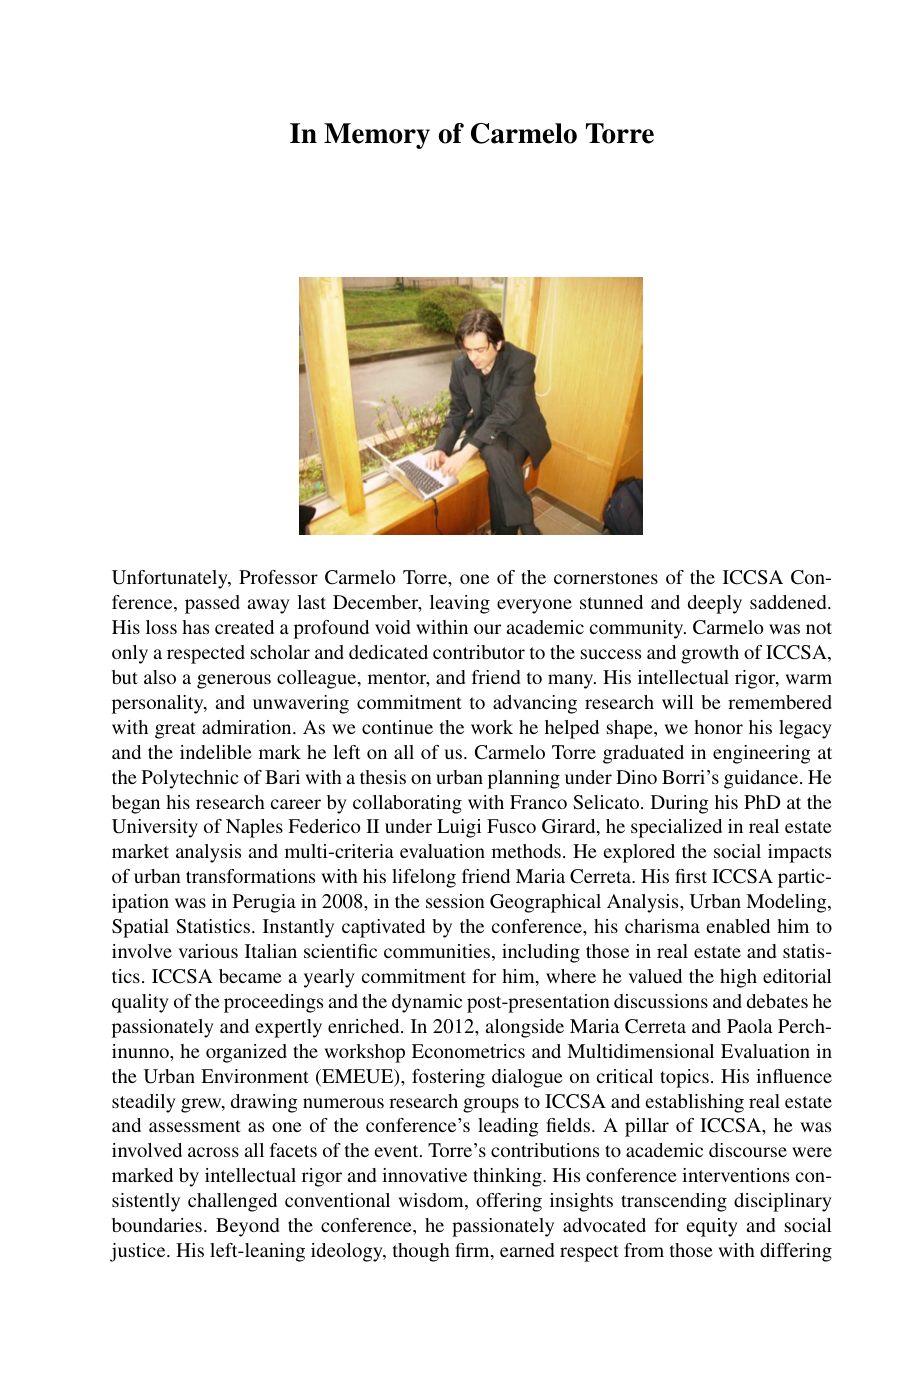 In Memory of Carmelo Torre
Unfortunately, Professor Carmelo Torre, one of the cornerstones of the ICCSA Con-
ference, passed away last December, leaving everyone stunned and deeply saddened.
His loss has created a profound void within our academic community. Carmelo was not
only a respected scholar and dedicated contributor to the success and growth of ICCSA,
but also a generous colleague, mentor, and friend to many. His intellectual rigor, warm
personality, and unwavering commitment to advancing research will be remembered
with great admiration. As we continue the work he helped shape, we honor his legacy
and the indelible mark he left on all of us. Carmelo Torre graduated in engineering at
the Polytechnic of Bari with a thesis on urban planning under Dino Borri’s guidance. He
began his research career by collaborating with Franco Selicato. During his PhD at the
University of Naples Federico II under Luigi Fusco Girard, he specialized in real estate
market analysis and multi-criteria evaluation methods. He explored the social impacts
of urban transformations with his lifelong friend Maria Cerreta. His first ICCSA partic-
ipation was in Perugia in 2008, in the session Geographical Analysis, Urban Modeling,
Spatial Statistics. Instantly captivated by the conference, his charisma enabled him to
involve various Italian scientific communities, including those in real estate and statis-
tics. ICCSA became a yearly commitment for him, where he valued the high editorial
quality of the proceedings and the dynamic post-presentation discussions and debates he
passionately and expertly enriched. In 2012, alongside Maria Cerreta and Paola Perch-
inunno, he organized the workshop Econometrics and Multidimensional Evaluation in
the Urban Environment (EMEUE), fostering dialogue on critical topics. His influence
steadily grew, drawing numerous research groups to ICCSA and establishing real estate
and assessment as one of the conference’s leading fields. A pillar of ICCSA, he was
involved across all facets of the event. Torre’s contributions to academic discourse were
marked by intellectual rigor and innovative thinking. His conference interventions con-
sistently challenged conventional wisdom, offering insights transcending disciplinary
boundaries. Beyond the conference, he passionately advocated for equity and social
justice. His left-leaning ideology, though firm, earned respect from those with differing